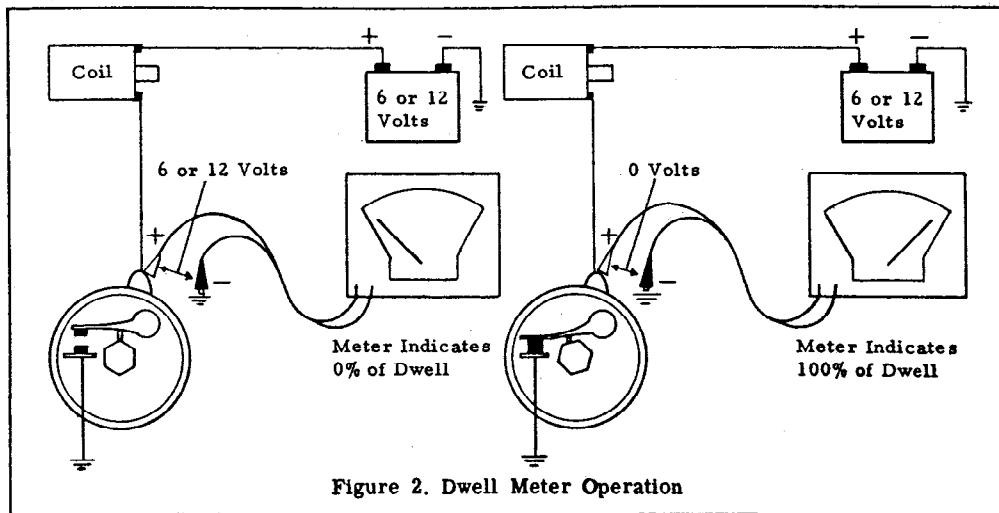 + -
Coil
6 or 12
Volts
6 or 12 Volts
+
-
Meter Indicates
0% of Dwell
+ -
Coil
6 or 12
Volts
0 Volts
+
-
Meter Indicates
100% of Dwell
Figure 2. Dwell Meter Operation